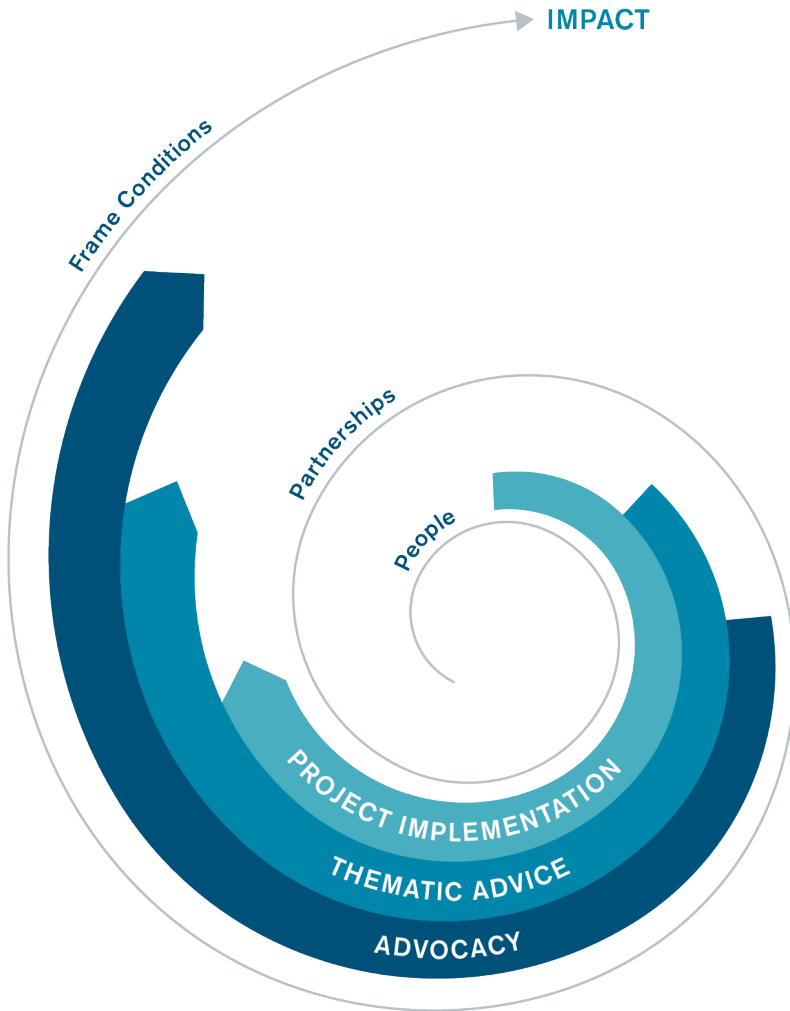 IMPACT
Frame Conditions
Partnerships
People
PROJECT IMPLEMENTATION
THEMATIC ADVICE
ADVOCACY